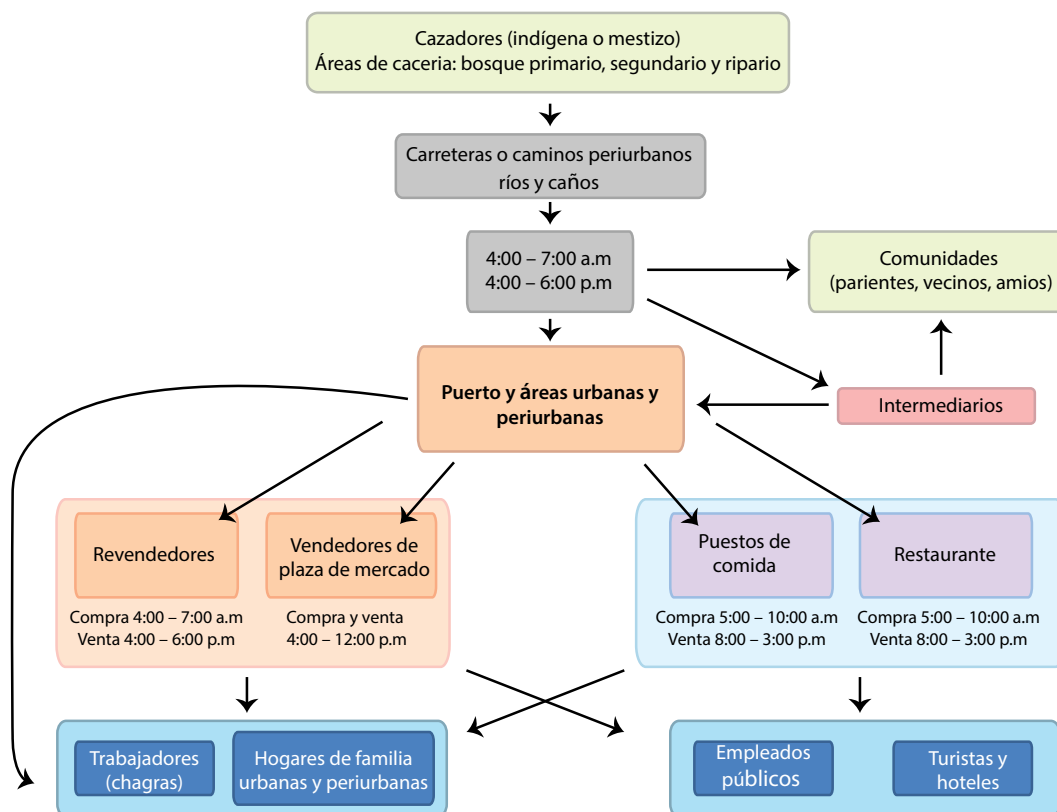 Cazadores (indígena o mestizo)
Áreas de caceria: bosque primario, segundario y ripario
Carreteras o caminos periurbanos
ríos y caños
4:00 – 7:00 a.m
4:00 – 6:00 p.m
Comunidades
(parientes, vecinos, amios)
Puerto y áreas urbanas y
periurbanas
Intermediarios
Revendedores
Vendedores de
plaza de mercado
Puestos de
comida
Restaurante
Compra 4:00 – 7:00 a.m
Venta 4:00 – 6:00 p.m
Compra y venta
4:00 – 12:00 p.m
Compra 5:00 – 10:00 a.m
Venta 8:00 – 3:00 p.m
Compra 5:00 – 10:00 a.m
Venta 8:00 – 3:00 p.m
Trabajadores
(chagras)
Hogares de familia
urbanas y periurbanas
Empleados
públicos
Turistas y
hoteles